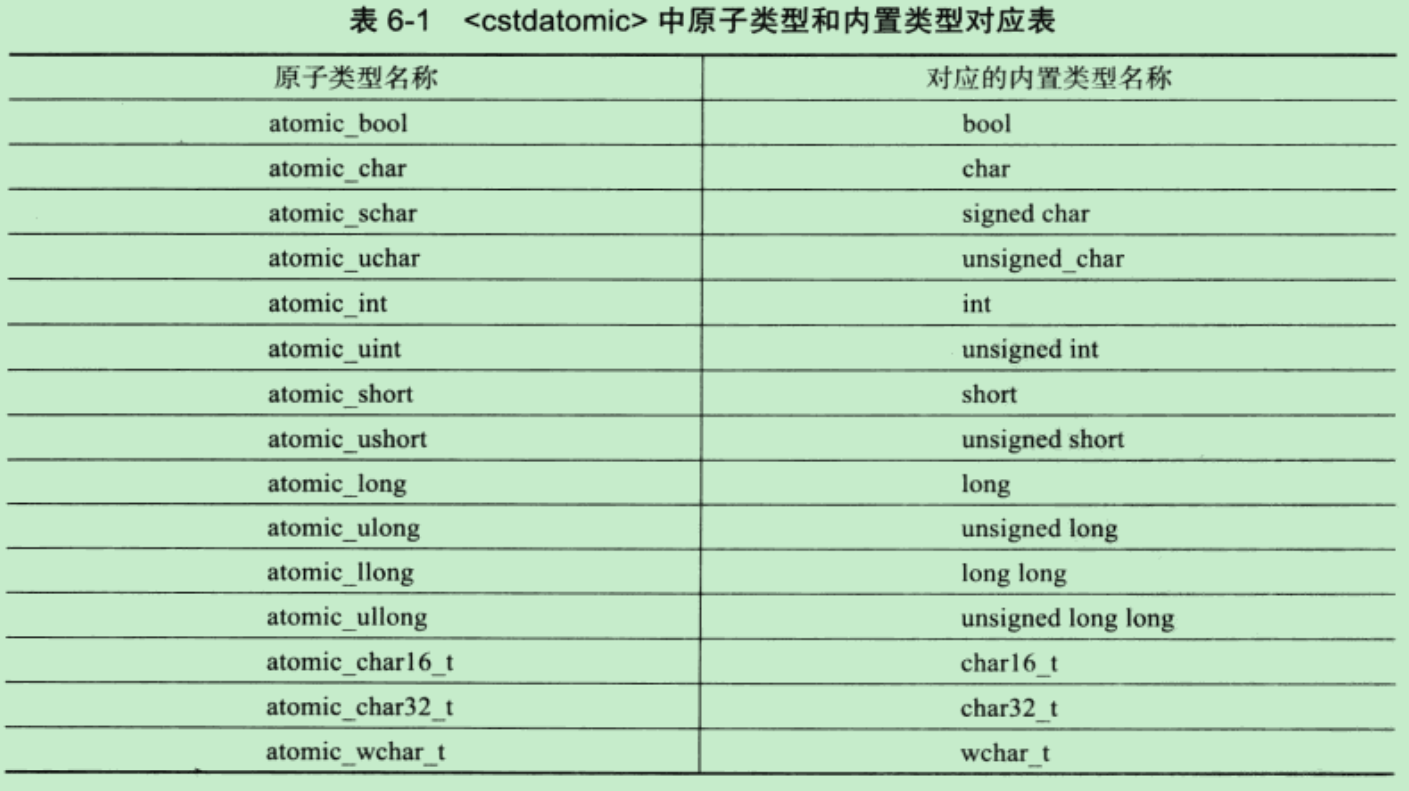 表 6-1 <cstdatomic> 中原子类型和内置类型对应表
原子类型名称 对应的内置类型名称
atomic_bool bool
atomic_char char
atomic_schar signed char
atomic_uchar unsigned_char
atomic_int int
atomic_uint unsigned int
atomic_short short
atomic_ushort unsigned short
atomic_long long
atomic_ulong unsigned long
atomic_llong long long
atomic_ullong unsigned long long
atomic_char16_t char16_t
atomic_char32_t char32_t
atomic_wchar_t wchar_t